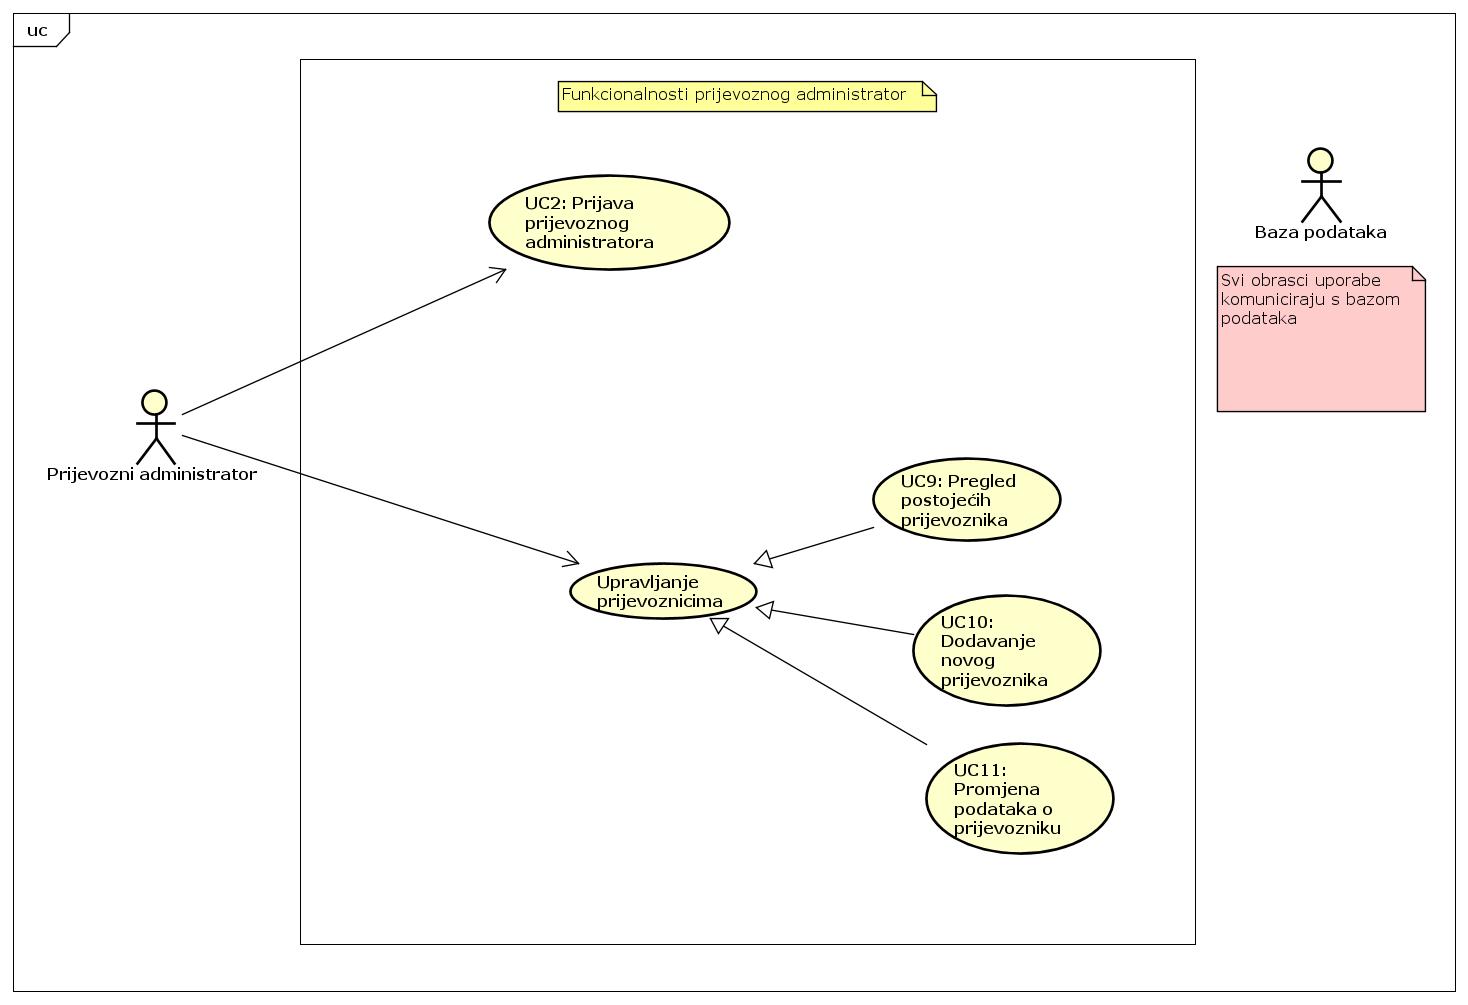 uc
Funkcionalnosti prijevoznog administrator
UC2: Prijava
prijevoznog
administratora
Baza podataka
Svi obrasci uporabe
komuniciraju s bazom
podataka
Prijevozni administrator
UC9: Pregled
postojećih
prijevoznika
Upravljanje
prijevoznicima
UC10:
Dodavanje
novog
prijevoznika
UC11:
Promjena
podataka o
prijevozniku